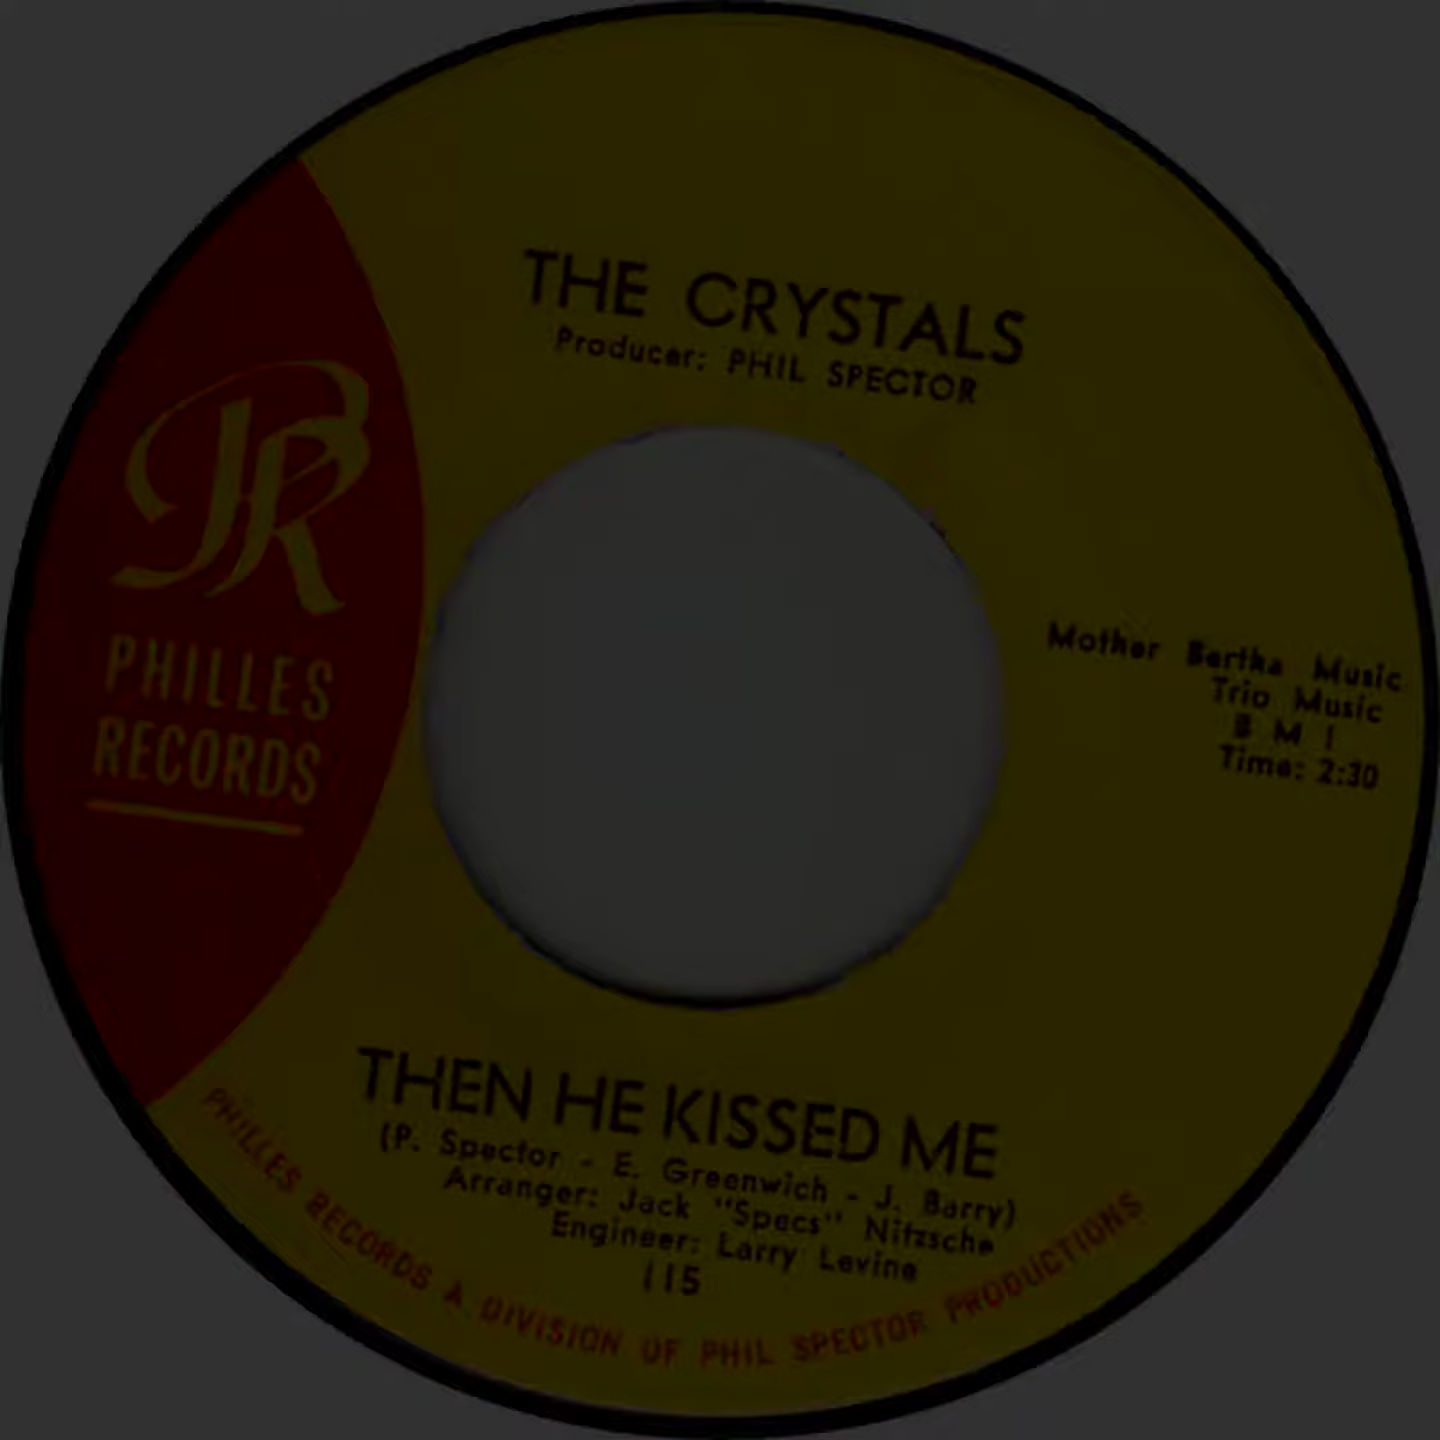 THE CRYSTALS
Producer: PHIL SPECTOR
PR
PHILLES
RECORDS
Mother Bertha Music
Trio Music
B M I
Time: 2:30
THEN HE KISSED ME
(P. Spector - E. Greenwich - J. Barry)
Arranger: Jack "Specs" Nitzsche
Engineer: Larry Levine
115
PHILLES RECORDS A DIVISION OF PHIL SPECTOR PRODUCTIONS